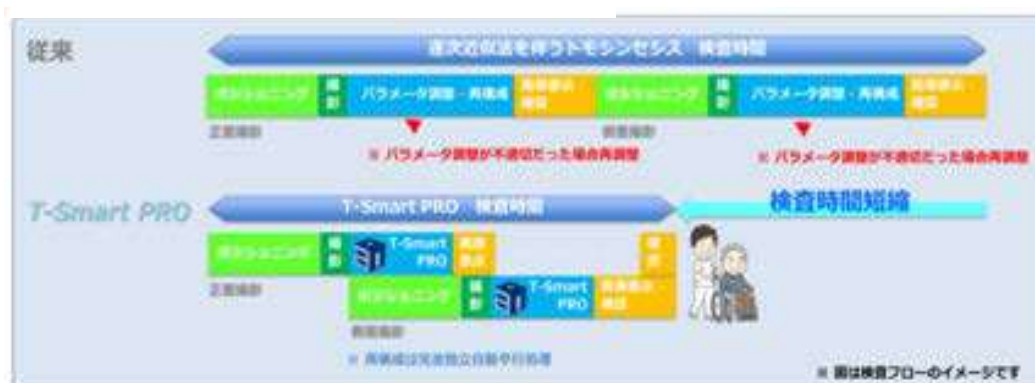 従来
逐次近似法を伴うトモシンセシス 検査時間
ポジショニング 撮影 パラメータ調整・再構成 画像表示・確認 ポジショニング 撮影 パラメータ調整・再構成 画像表示・確認
正面撮影 側面撮影
※ パラメータ調整が不適切だった場合再調整 ※ パラメータ調整が不適切だった場合再調整
T-Smart PRO
T-Smart PRO 検査時間
検査時間短縮
ポジショニング 撮影 T-Smart PRO 画像表示 確認
正面撮影
ポジショニング 撮影 T-Smart PRO 画像表示・確認
側面撮影
※ 再構成は完全独立自動平行処理
※ 図は検査フローのイメージです